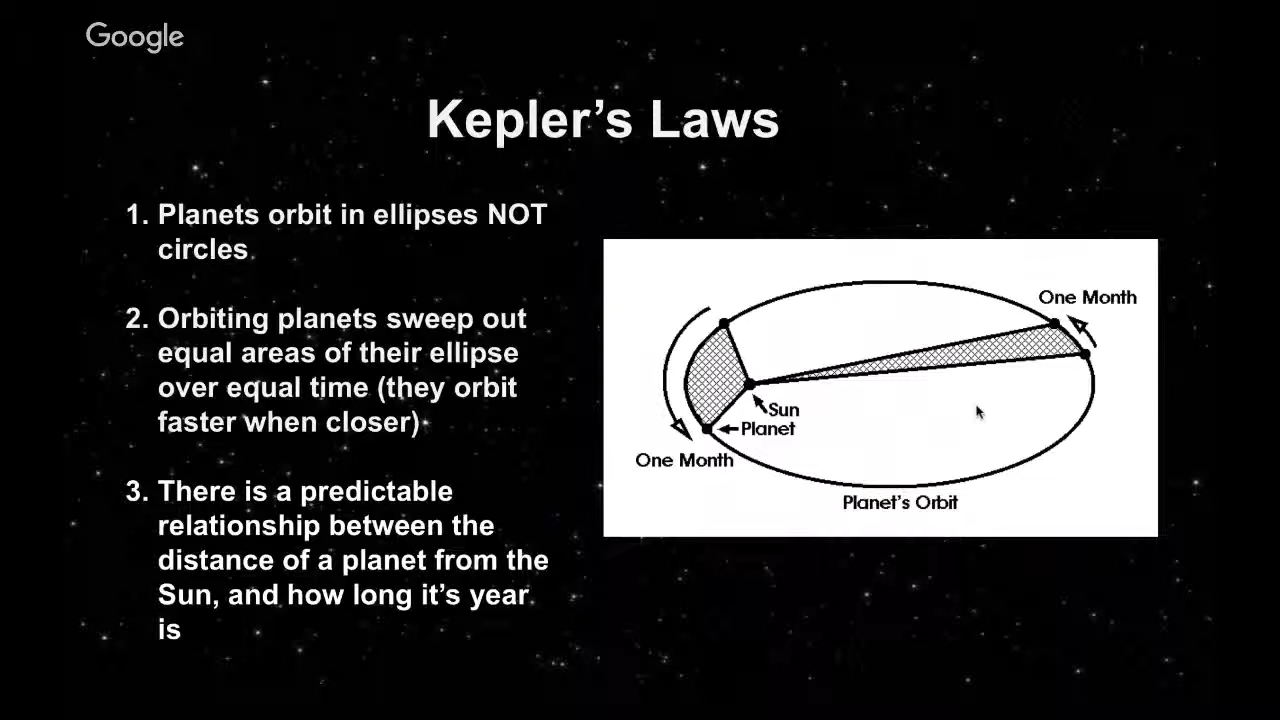 Google
Kepler’s Laws
1. Planets orbit in ellipses NOT
circles
2. Orbiting planets sweep out
equal areas of their ellipse
over equal time (they orbit
faster when closer)
3. There is a predictable
relationship between the
distance of a planet from the
Sun, and how long it’s year
is
One Month
Sun
Planet
One Month
Planet’s Orbit